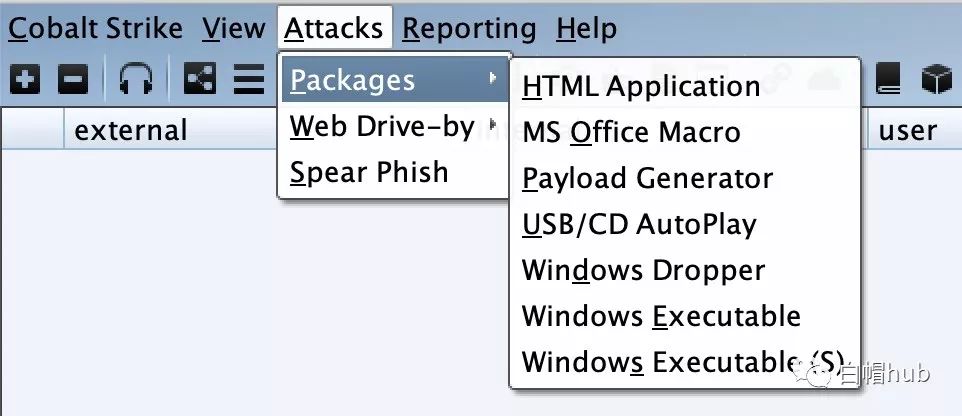 Cobalt Strike View Attacks Reporting Help
Packages
HTML Application
external
user
Web Drive-by
MS Office Macro
Spear Phish
Payload Generator
USB/CD AutoPlay
Windows Dropper
Windows Executable
Windows Executable (S)
白帽hub